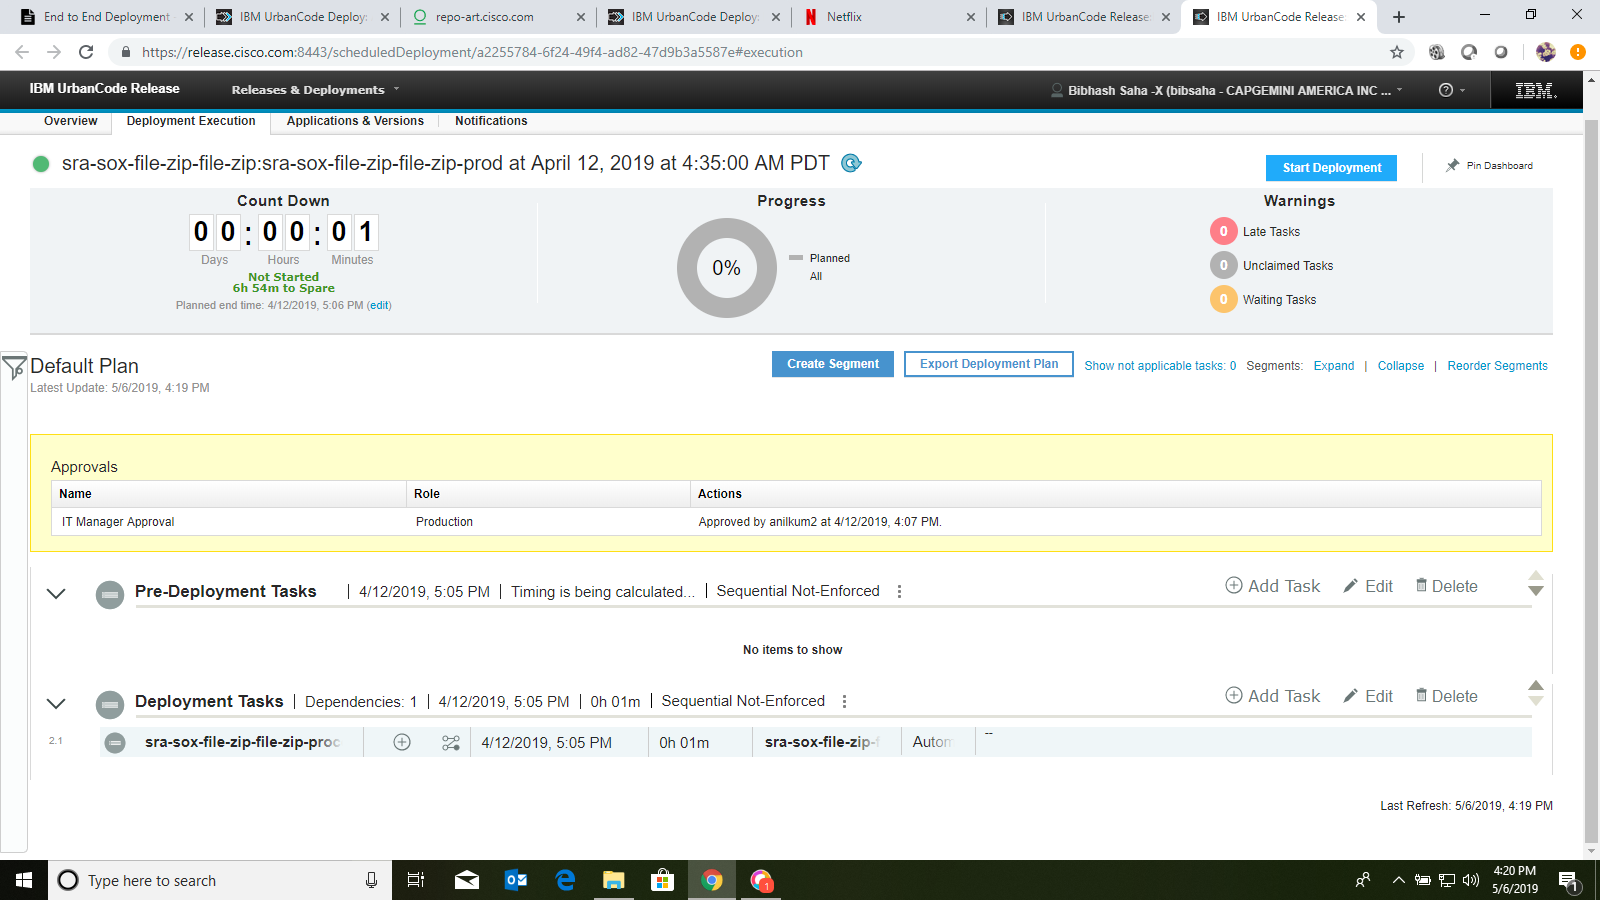 End to End Deployment
IBM UrbanCode Deploy:
repo-art.cisco.com
IBM UrbanCode Deploy:
Netflix
IBM UrbanCode Release:
IBM UrbanCode Release:
https://release.cisco.com:8443/scheduledDeployment/a2255784-6f24-49f4-ad82-47d9b3a5587e#execution
IBM UrbanCode Release
Releases & Deployments
Bibhash Saha -X (bibsaha - CAPGEMINI AMERICA INC ...
IBM.
Overview
Deployment Execution
Applications & Versions
Notifications
sra-sox-file-zip-file-zip:sra-sox-file-zip-file-zip-prod at April 12, 2019 at 4:35:00 AM PDT
Start Deployment
Pin Dashboard
Count Down
00:00:01
Days Hours Minutes
Not Started
6h 54m to Spare
Planned end time: 4/12/2019, 5:06 PM (edit)
Progress
0%
Planned
All
Warnings
0 Late Tasks
0 Unclaimed Tasks
0 Waiting Tasks
Default Plan
Latest Update: 5/6/2019, 4:19 PM
Create Segment
Export Deployment Plan
Show not applicable tasks: 0
Segments: Expand | Collapse | Reorder Segments
Approvals
Name Role Actions
IT Manager Approval Production Approved by anilkum2 at 4/12/2019, 4:07 PM.
Pre-Deployment Tasks | 4/12/2019, 5:05 PM | Timing is being calculated... | Sequential Not-Enforced
Add Task Edit Delete
No items to show
Deployment Tasks | Dependencies: 1 | 4/12/2019, 5:05 PM | 0h 01m | Sequential Not-Enforced
Add Task Edit Delete
2.1 sra-sox-file-zip-file-zip-proc 4/12/2019, 5:05 PM 0h 01m sra-sox-file-zip-f Auton --
Last Refresh: 5/6/2019, 4:19 PM
Type here to search
1
4:20 PM
5/6/2019
1